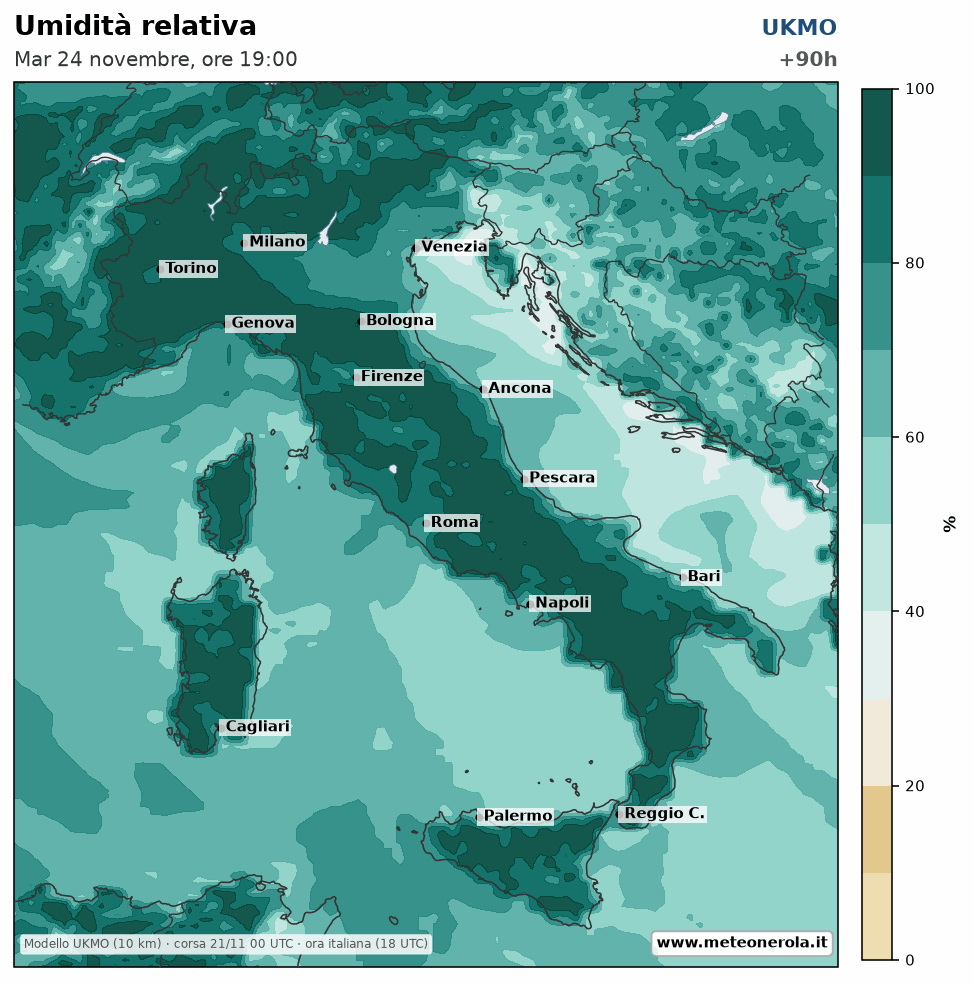 Umidità relativa
UKMO
Mar 24 novembre, ore 19:00
+90h
100
80
60
40
20
0
%
Milano
Venezia
Torino
Genova
Bologna
Firenze
Ancona
Pescara
Roma
Bari
Napoli
Cagliari
Palermo
Reggio C.
Modello UKMO (10 km) · corsa 21/11 00 UTC · ora italiana (18 UTC)
www.meteonerola.it